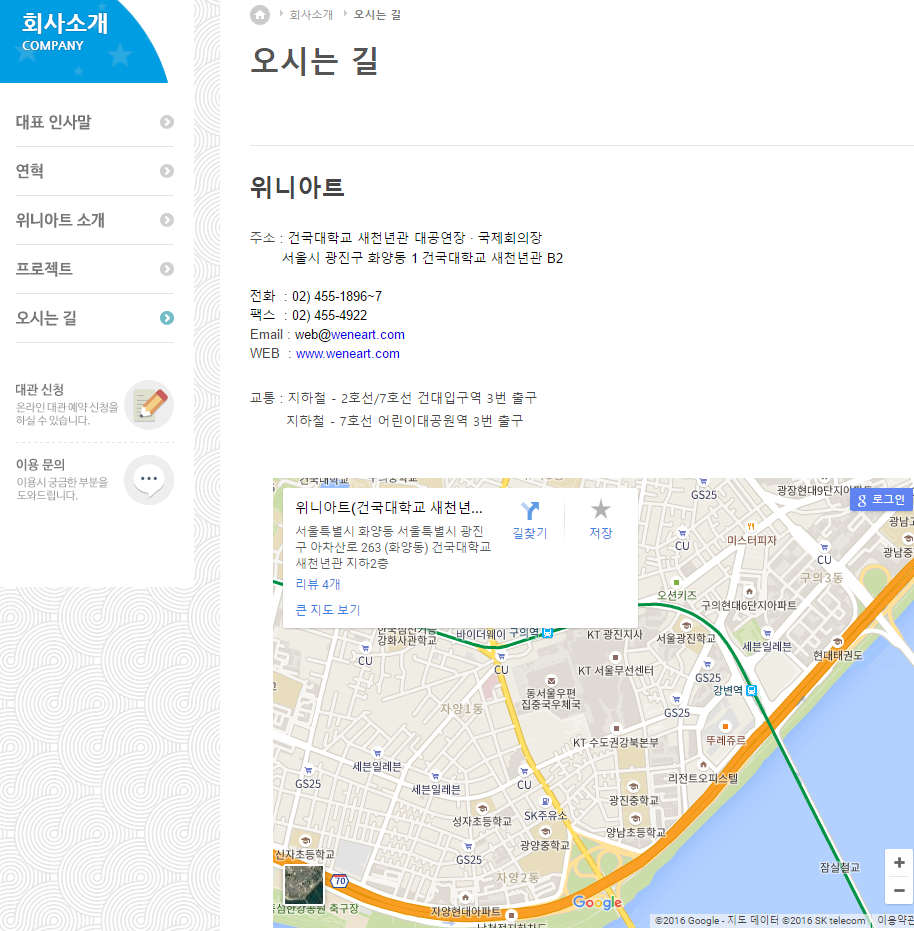 회사소개
COMPANY
대표 인사말
연혁
위니아트 소개
프로젝트
오시는 길
대관 신청
온라인 대관 예약 신청을
하실 수 있습니다.
이용 문의
이용시 궁금한 부분을
도와드립니다.
회사소개 오시는 길
오시는 길
위니아트
주소 : 건국대학교 새천년관 대공연장 · 국제회의장
서울시 광진구 화양동 1 건국대학교 새천년관 B2
전화 : 02) 455-1896~7
팩스 : 02) 455-4922
Email : web@weneart.com
WEB : www.weneart.com
교통 : 지하철 - 2호선/7호선 건대입구역 3번 출구
지하철 - 7호선 어린이대공원역 3번 출구
위니아트(건국대학교 새천년...
서울특별시 화양동 서울특별시 광진
구 아차산로 263 (화양동) 건국대학교
새천년관 지하2층
리뷰 4개
큰 지도 보기
길찾기
저장
GS25
광장현대9단지아파트
로그인
CU
미스터피자
CU
구의3동
오션키즈
구의현대6단지아파트
강화사관학교
바이더웨이 구의역
KT 광진지사
서울광진학교
세븐일레븐
현대태권도
CU
CU
KT 서울무선센터
GS25
강변역
동서울우편
집중국우체국
자양1동
GS25
KT 수도권강북본부
뚜레쥬르
세븐일레븐
리전트오피스텔
GS25
세븐일레븐
CU
광진중학교
SK주유소
성자초등학교
양남초등학교
광양중학교
신자초등학교
GS25
잠실철교
70
자양2동
자양현대아파트
Google
©2016 Google - 지도 데이터 ©2016 SK telecom
이용약관